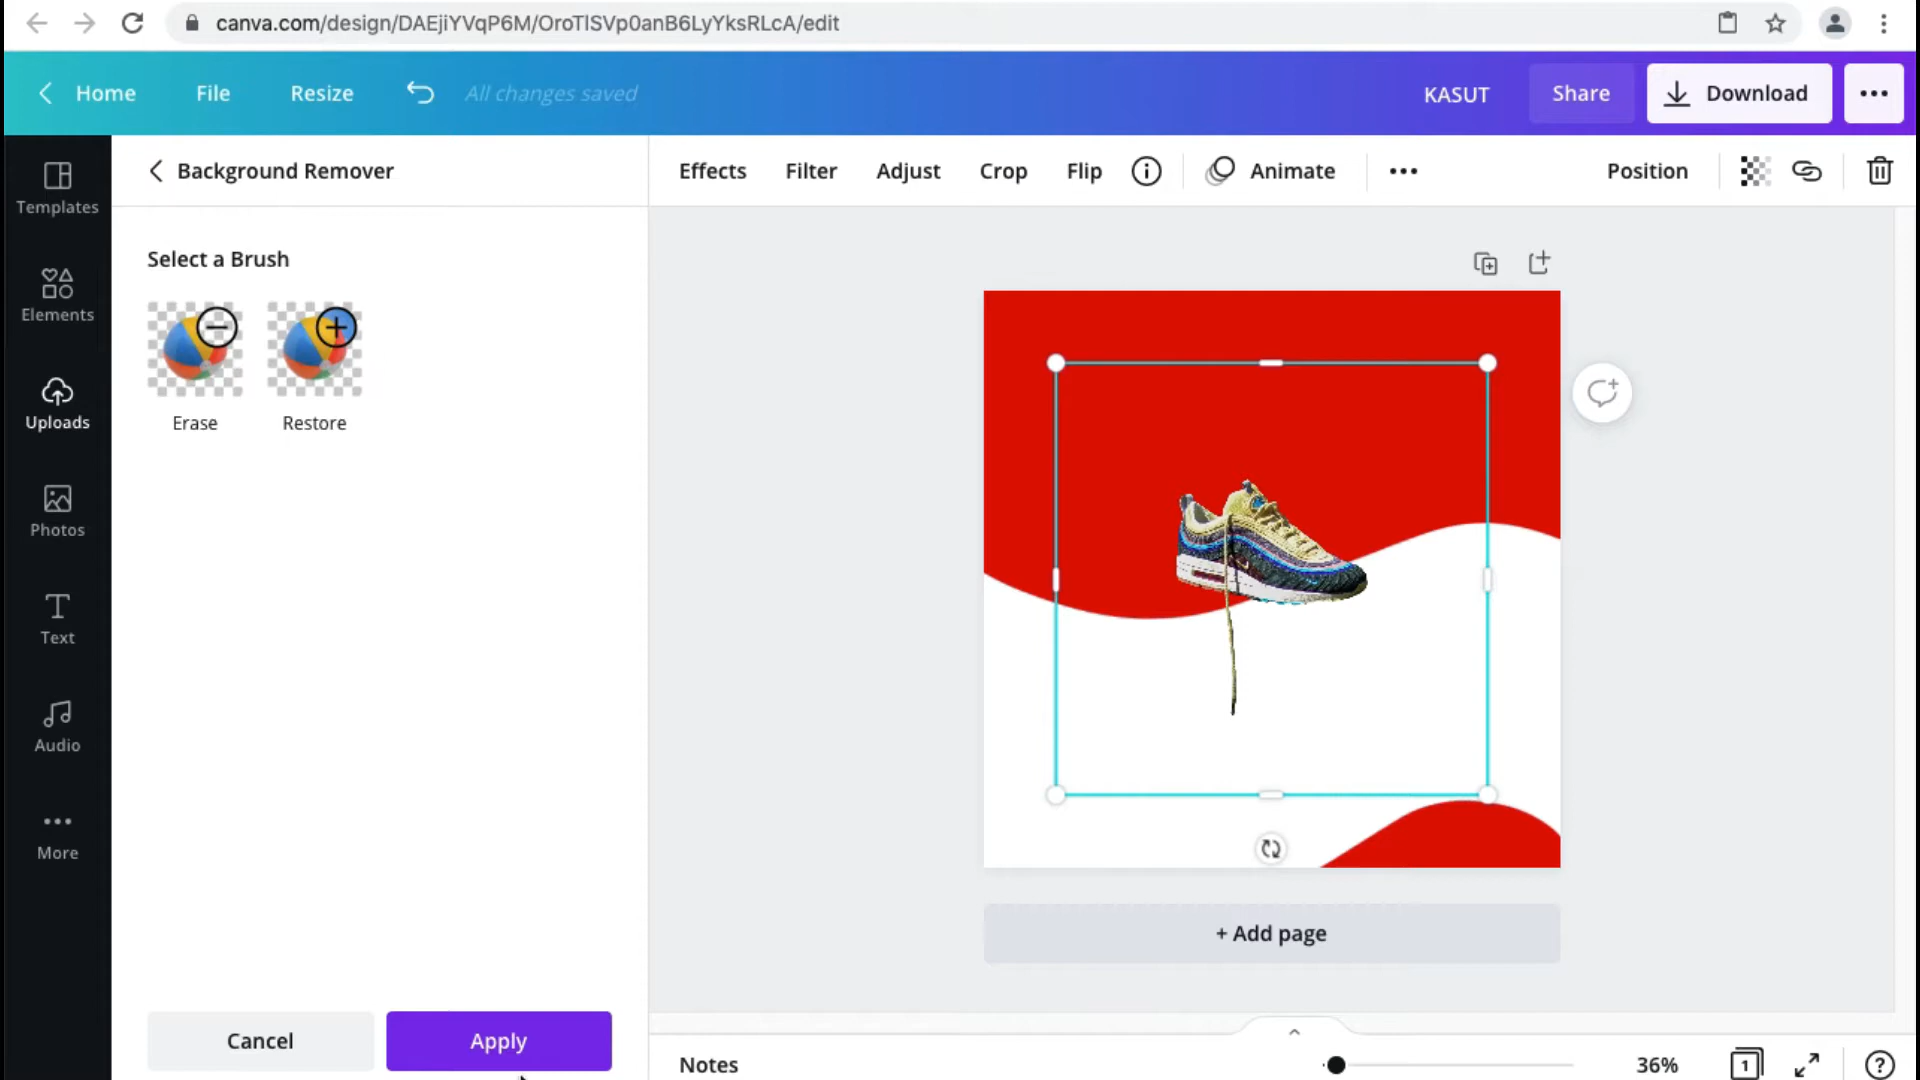 canva.com/design/DAEjiYVqP6M/OroTlSVp0anB6LyYksRLcA/edit
Home File Resize All changes saved KASUT Share Download
Templates
Elements
Uploads
Photos
Text
Audio
More
Background Remover
Select a Brush
Erase Restore
Cancel Apply
Effects Filter Adjust Crop Flip Animate Position
+ Add page
Notes 36% 1 ?